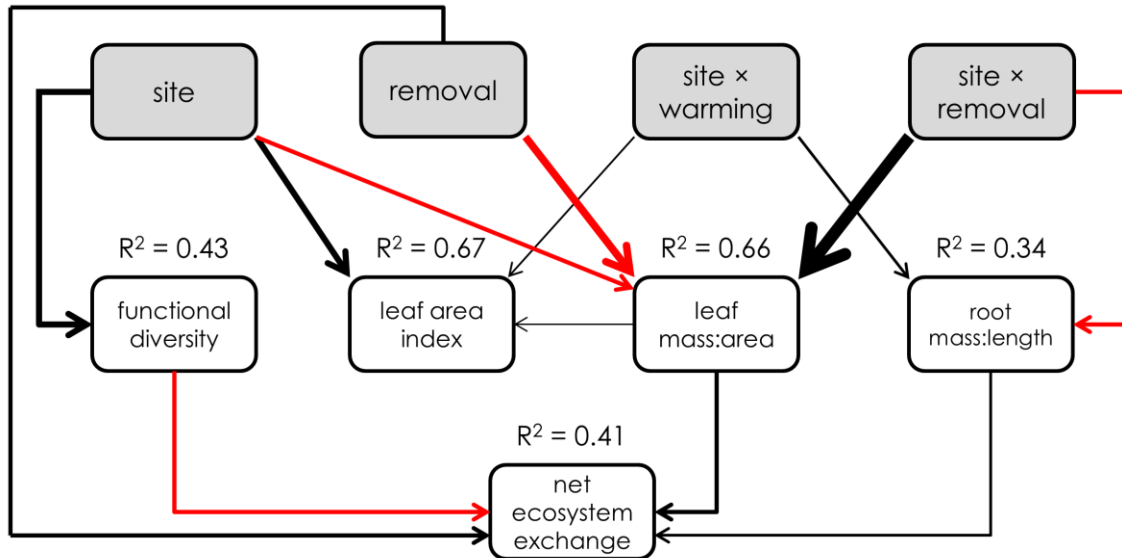 site
removal
site ×
warming
site ×
removal
R² = 0.43
R² = 0.67
R² = 0.66
R² = 0.34
functional
diversity
leaf area
index
leaf
mass:area
root
mass:length
R² = 0.41
net
ecosystem
exchange